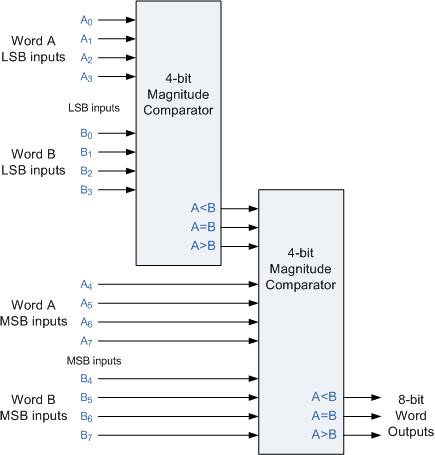 Word A
LSB inputs
A0
A1
A2
A3
LSB inputs
Word B
LSB inputs
B0
B1
B2
B3
4-bit
Magnitude
Comparator
A<B
A=B
A>B
4-bit
Magnitude
Comparator
Word A
MSB inputs
A4
A5
A6
A7
MSB inputs
Word B
MSB inputs
B4
B5
B6
B7
A<B
A=B
A>B
8-bit
Word
Outputs